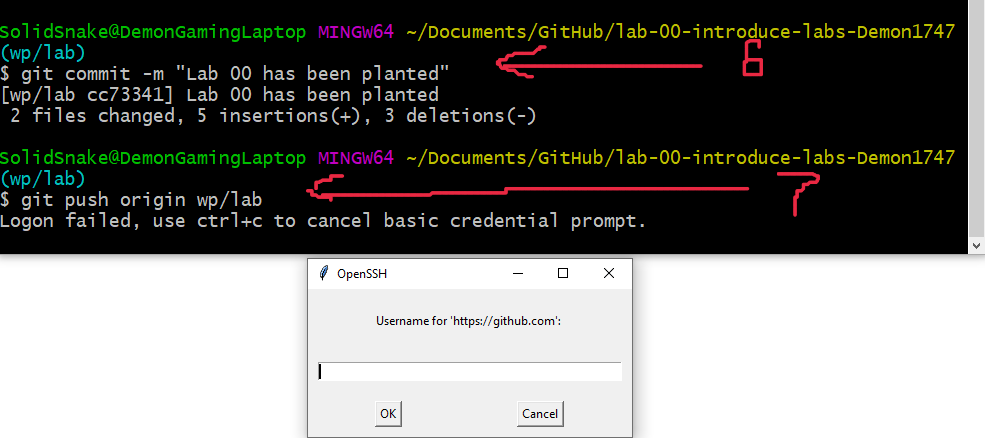 SolidSnake@DemonGamingLaptop MINGW64 ~/Documents/GitHub/lab-00-introduce-labs-Demon1747
(wp/lab)
6
$ git commit -m "Lab 00 has been planted"
[wp/lab cc73341] Lab 00 has been planted
 2 files changed, 5 insertions(+), 3 deletions(-)
SolidSnake@DemonGamingLaptop MINGW64 ~/Documents/GitHub/lab-00-introduce-labs-Demon1747
(wp/lab)
7
$ git push origin wp/lab
Logon failed, use ctrl+c to cancel basic credential prompt.
OpenSSH
Username for 'https://github.com':
OK Cancel